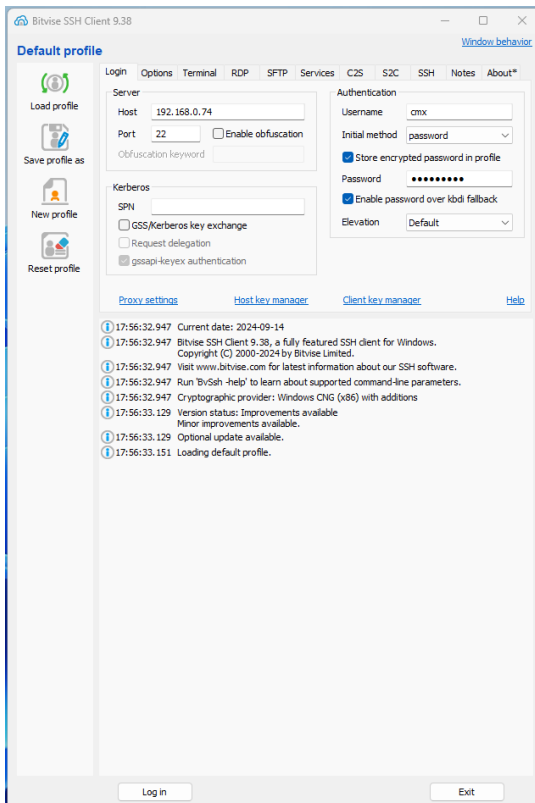 Bitvise SSH Client 9.38
Default profile
Window behavior
Load profile
Save profile as
New profile
Reset profile
Login Options Terminal RDP SFTP Services C2S S2C SSH Notes About*
Server
Host 192.168.0.74
Port 22 Enable obfuscation
Obfuscation keyword
Kerberos
SPN
GSS/Kerberos key exchange
Request delegation
gssapi-keyex authentication
Authentication
Username cmx
Initial method password
Store encrypted password in profile
Password •••••••••
Enable password over kbdi fallback
Elevation Default
Proxy settings Host key manager Client key manager Help
17:56:32.947 Current date: 2024-09-14
17:56:32.947 Bitvise SSH Client 9.38, a fully featured SSH client for Windows.
Copyright (C) 2000-2024 by Bitvise Limited.
17:56:32.947 Visit www.bitvise.com for latest information about our SSH software.
17:56:32.947 Run 'BvSsh -help' to learn about supported command-line parameters.
17:56:32.947 Cryptographic provider: Windows CNG (x86) with additions
17:56:33.129 Version status: Improvements available
Minor improvements available.
17:56:33.129 Optional update available.
17:56:33.151 Loading default profile.
Log in Exit